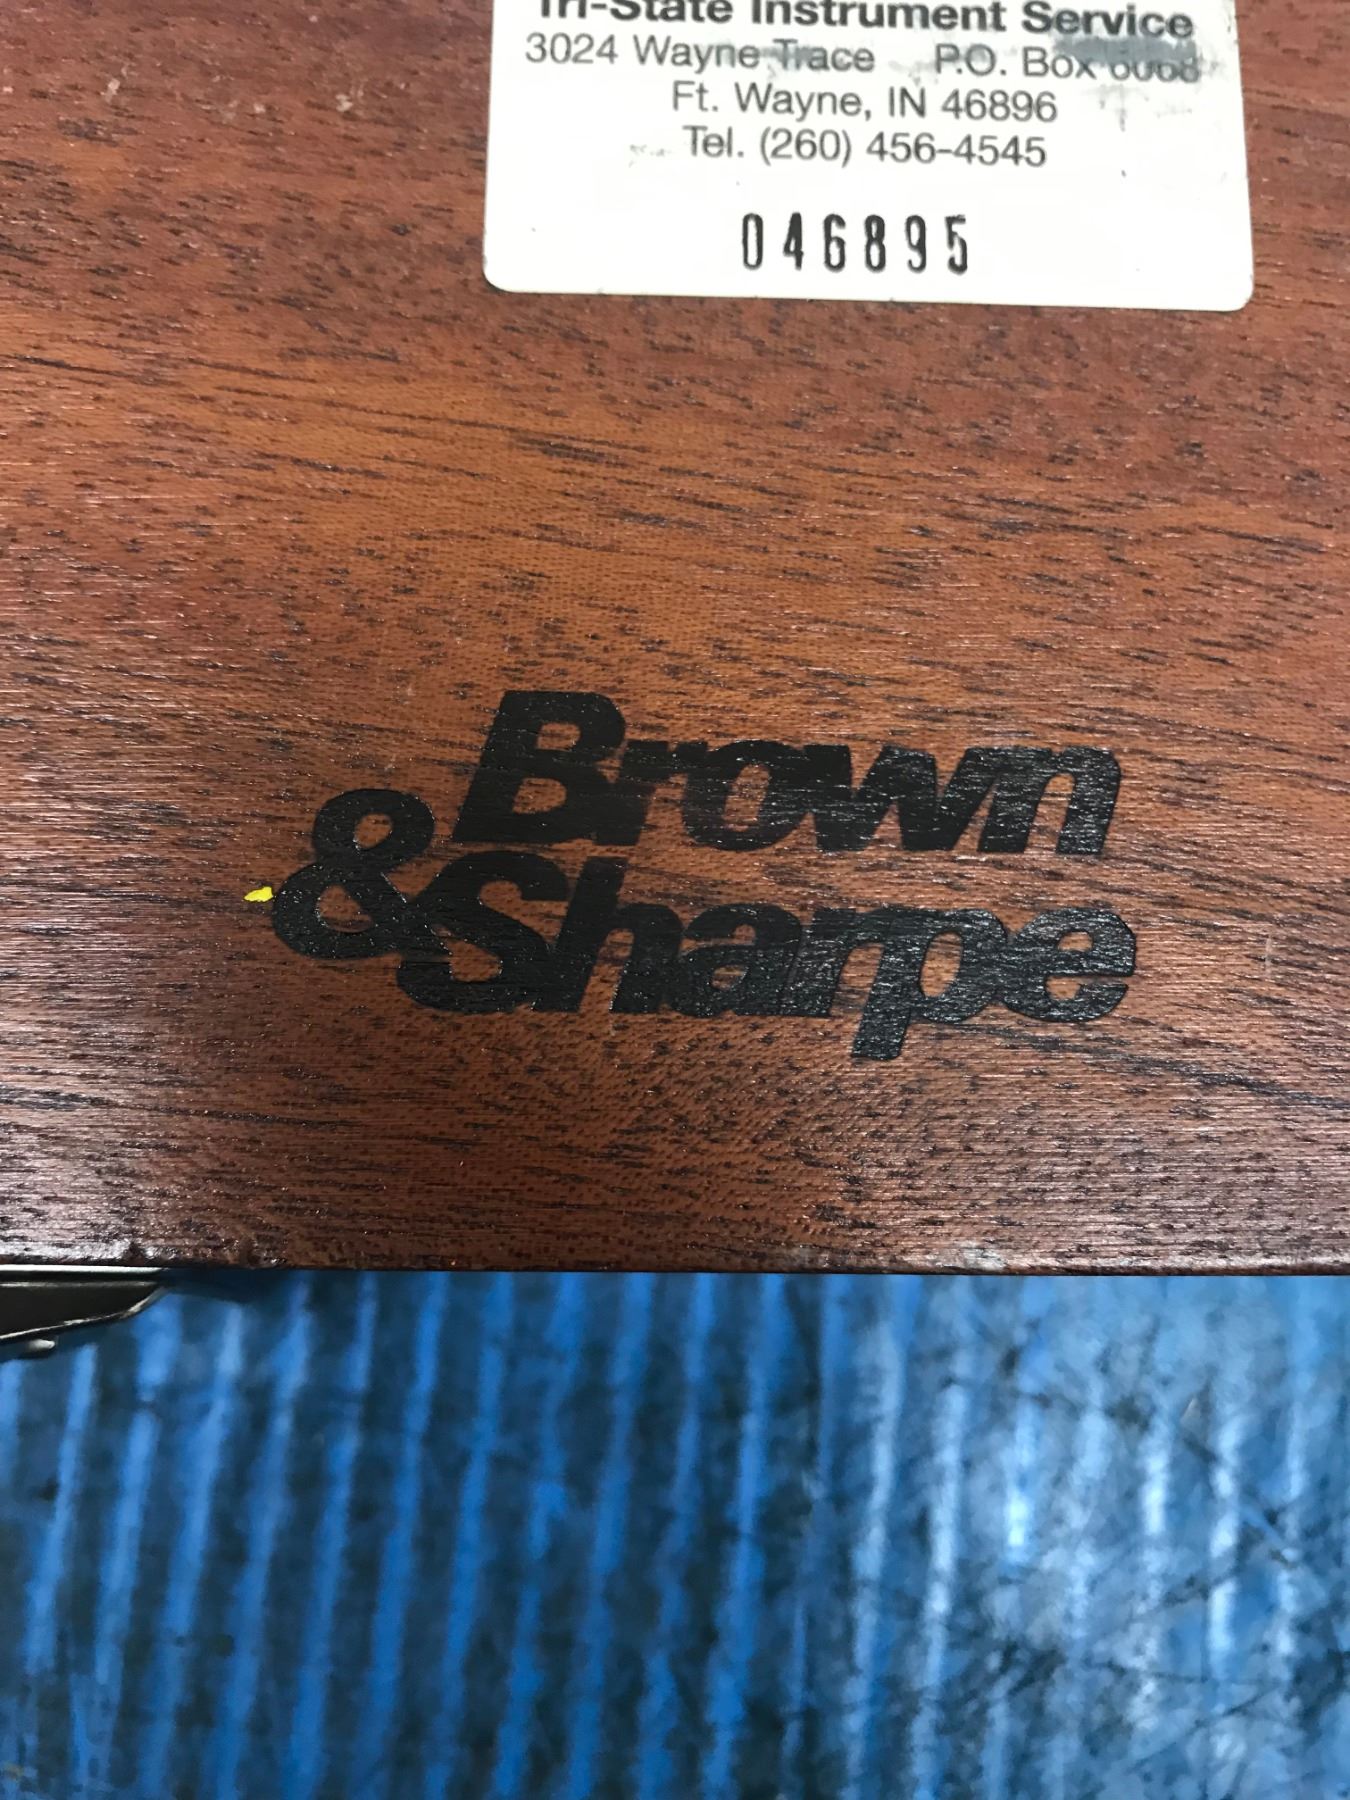 Tri-State Instrument Service
3024 Wayne Trace P.O. Box
Ft. Wayne, IN 46896
Tel. (260) 456-4545
046895
Brown
&Sharpe